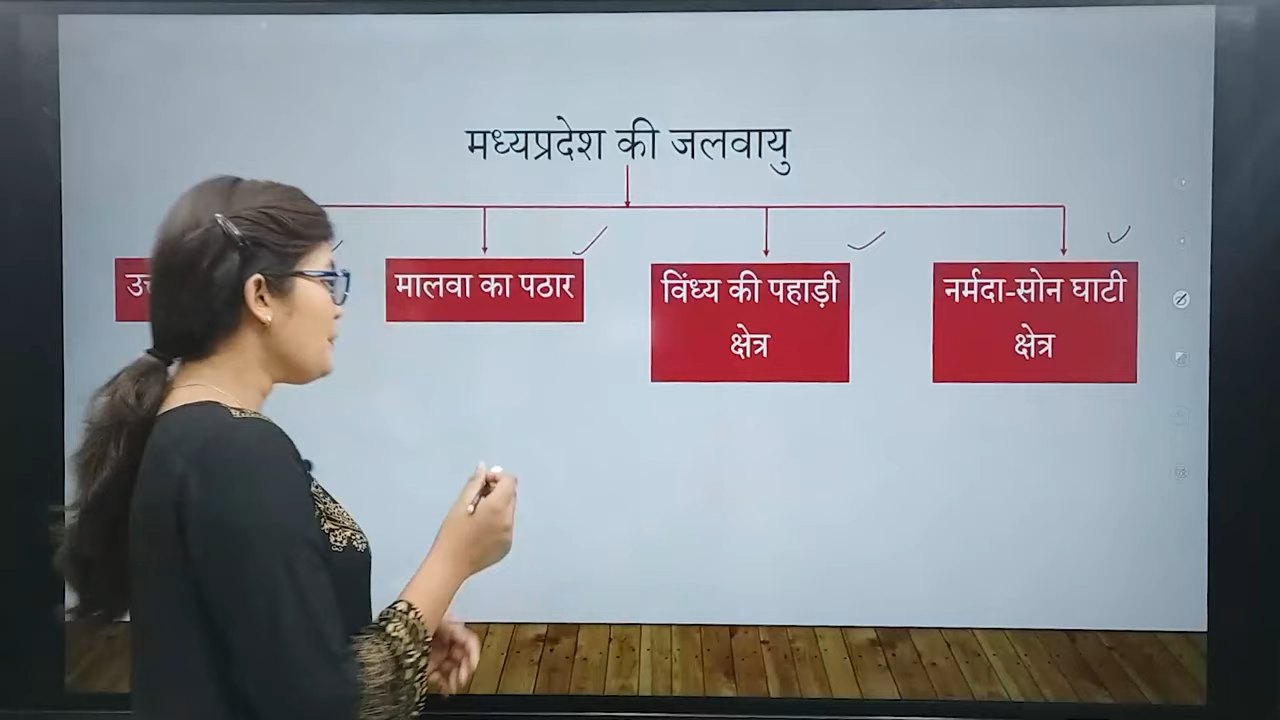 मध्यप्रदेश की जलवायु
मालवा का पठार
विंध्य की पहाड़ी
क्षेत्र
नर्मदा-सोन घाटी
क्षेत्र